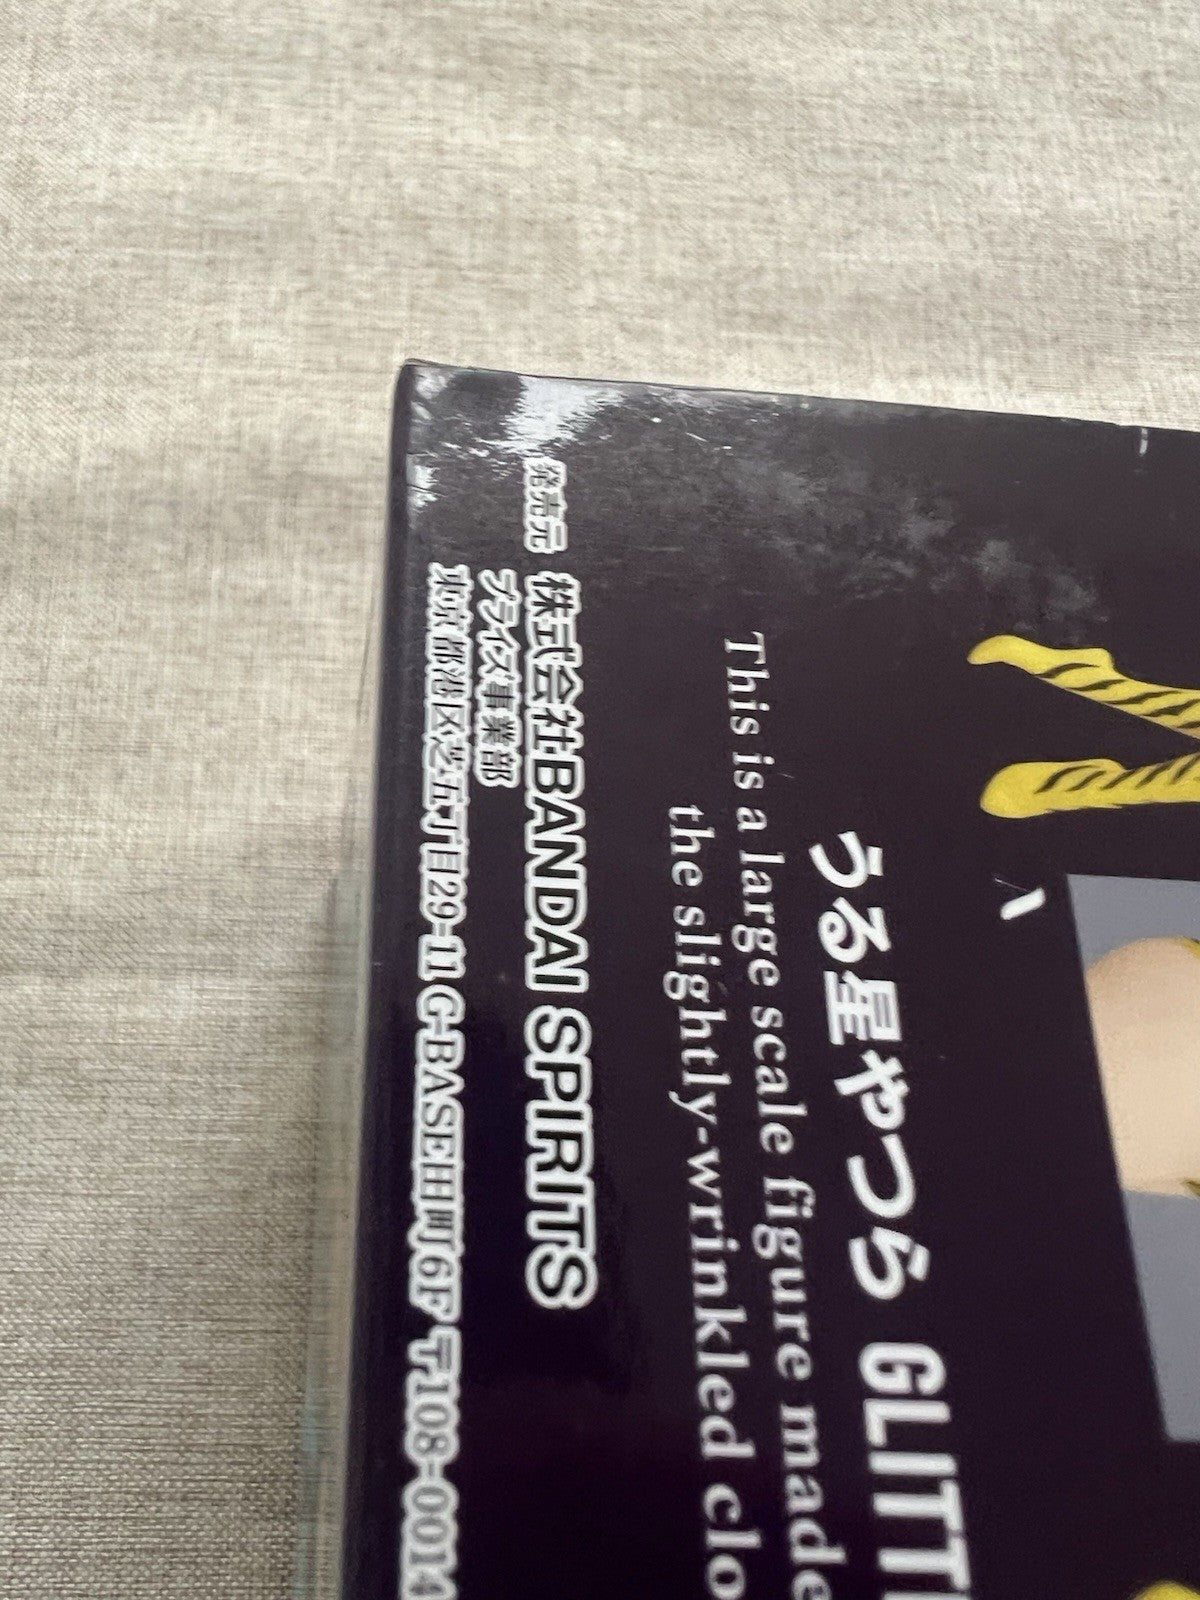 うる星やつら GLITT
This is a large scale figure made
the slightly-wrinkled clo
発売元 株式会社BANDAI SPIRITS
プライズ事業部
東京都港区芝五丁目29-11 G-BASE田町6F 〒108-0014